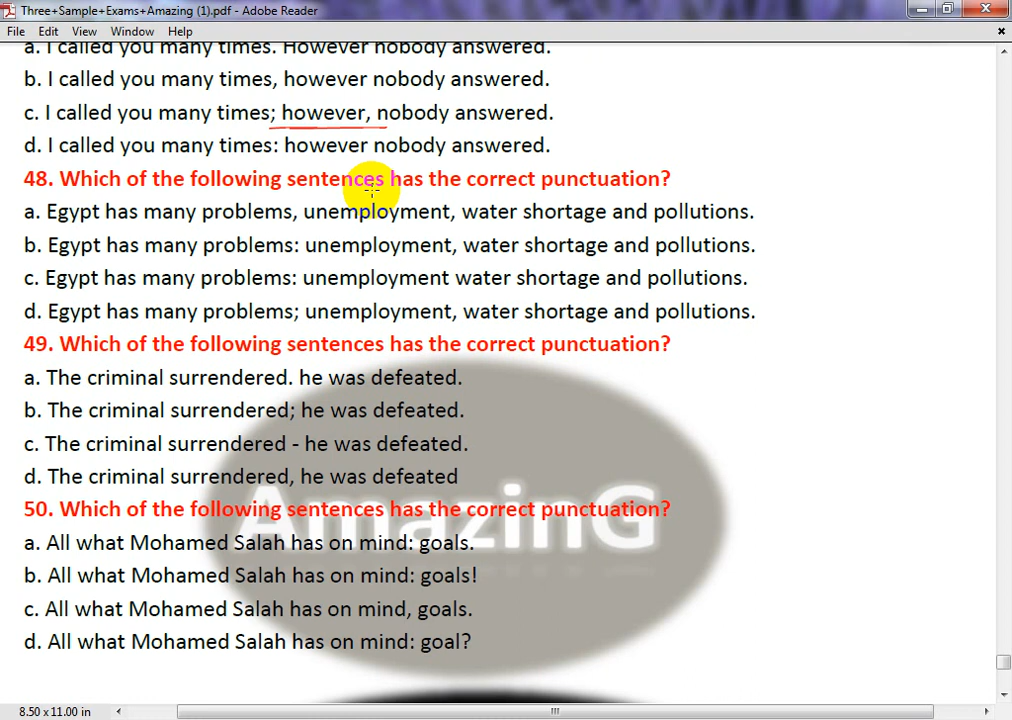 Three+Sample+Exams+Amazing (1).pdf - Adobe Reader
File Edit View Window Help
a. I called you many times. However nobody answered.
b. I called you many times, however nobody answered.
c. I called you many times; however, nobody answered.
d. I called you many times: however nobody answered.
48. Which of the following sentences has the correct punctuation?
a. Egypt has many problems, unemployment, water shortage and pollutions.
b. Egypt has many problems: unemployment, water shortage and pollutions.
c. Egypt has many problems: unemployment water shortage and pollutions.
d. Egypt has many problems; unemployment, water shortage and pollutions.
49. Which of the following sentences has the correct punctuation?
a. The criminal surrendered. he was defeated.
b. The criminal surrendered; he was defeated.
c. The criminal surrendered - he was defeated.
d. The criminal surrendered, he was defeated
50. Which of the following sentences has the correct punctuation?
AmazinG
a. All what Mohamed Salah has on mind: goals.
b. All what Mohamed Salah has on mind: goals!
c. All what Mohamed Salah has on mind, goals.
d. All what Mohamed Salah has on mind: goal?
8.50 x 11.00 in